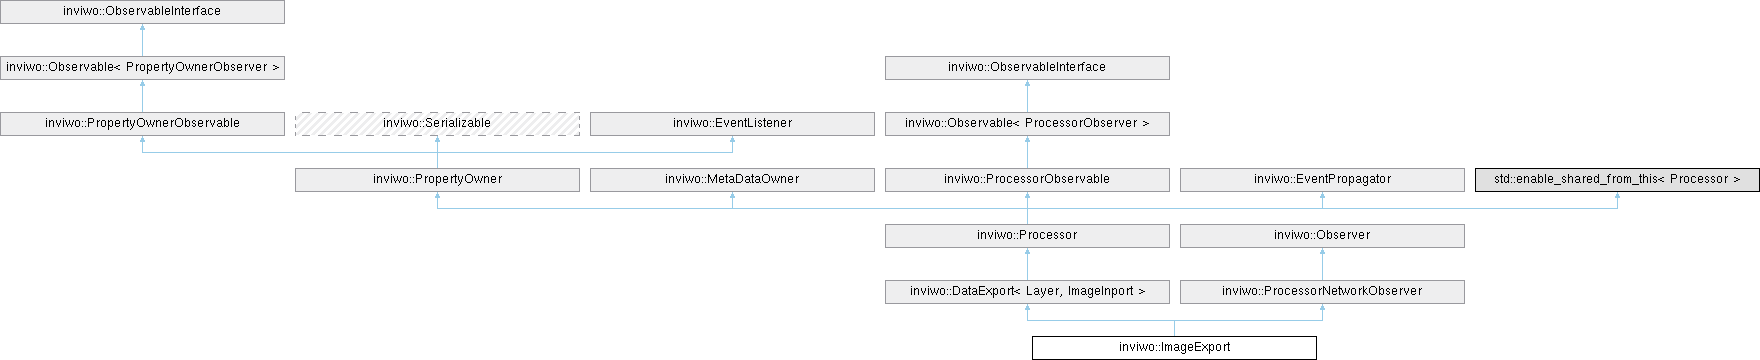 inviwo::ObservableInterface
inviwo::Observable< PropertyOwnerObserver >
inviwo::ObservableInterface
inviwo::PropertyOwnerObservable
inviwo::Serializable
inviwo::EventListener
inviwo::Observable< ProcessorObserver >
inviwo::PropertyOwner
inviwo::MetaDataOwner
inviwo::ProcessorObservable
inviwo::EventPropagator
std::enable_shared_from_this< Processor >
inviwo::Processor
inviwo::Observer
inviwo::DataExport< Layer, ImageInport >
inviwo::ProcessorNetworkObserver
inviwo::ImageExport